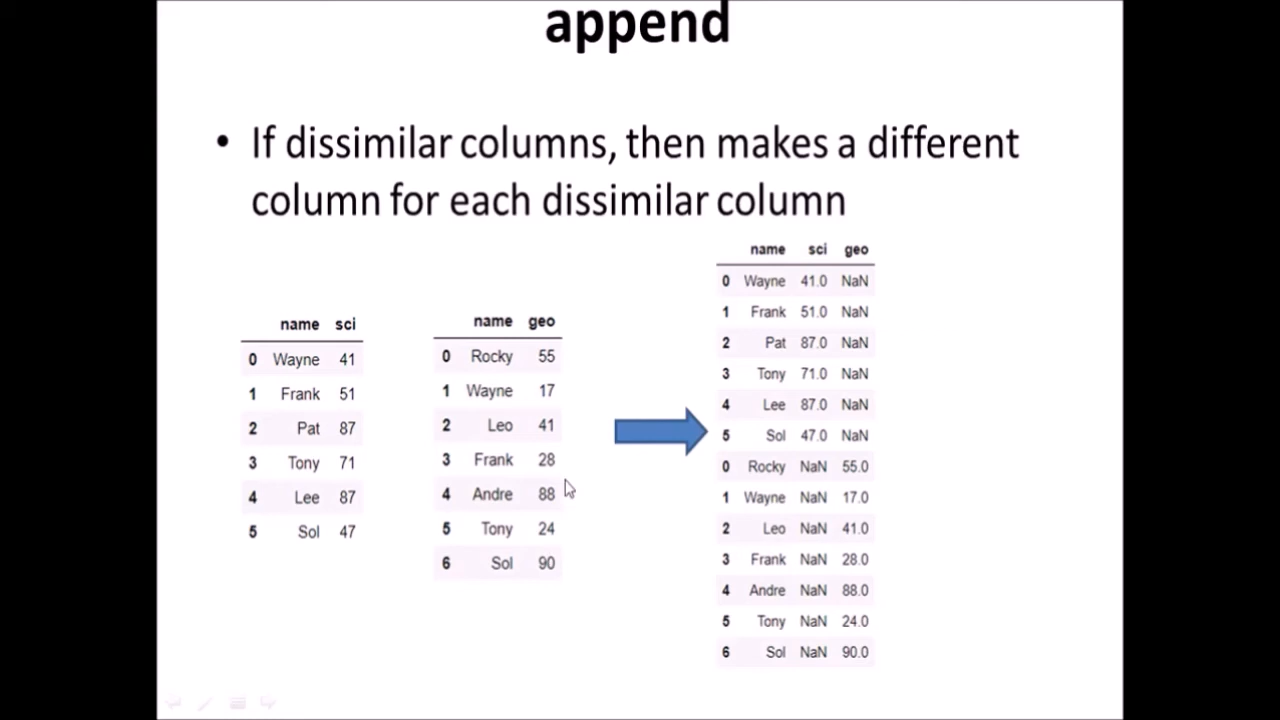 append
• If dissimilar columns, then makes a different
column for each dissimilar column
name sci
0 Wayne 41
1 Frank 51
2 Pat 87
3 Tony 71
4 Lee 87
5 Sol 47
name geo
0 Rocky 55
1 Wayne 17
2 Leo 41
3 Frank 28
4 Andre 88
5 Tony 24
6 Sol 90
name sci geo
0 Wayne 41.0 NaN
1 Frank 51.0 NaN
2 Pat 87.0 NaN
3 Tony 71.0 NaN
4 Lee 87.0 NaN
5 Sol 47.0 NaN
0 Rocky NaN 55.0
1 Wayne NaN 17.0
2 Leo NaN 41.0
3 Frank NaN 28.0
4 Andre NaN 88.0
5 Tony NaN 24.0
6 Sol NaN 90.0